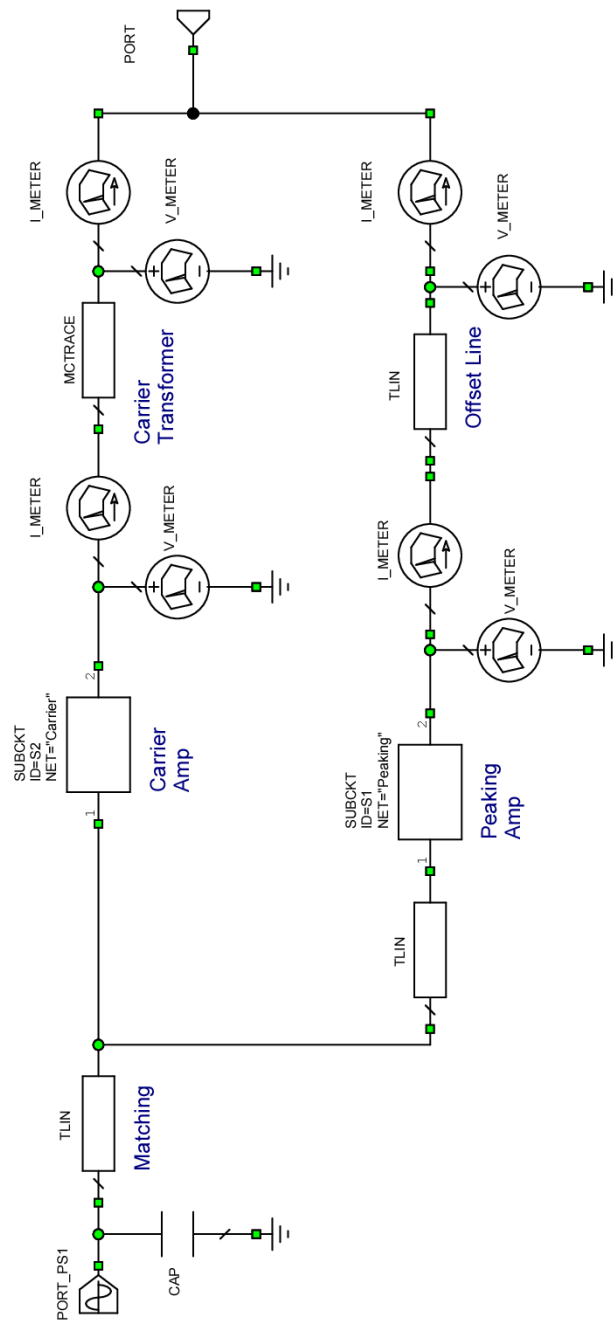 PORT_PS1
CAP
TLIN
Matching
SUBCKT
ID=S2
NET="Carrier"
1
2
Carrier
Amp
I_METER
V_METER
MCTRACE
Carrier
Transformer
I_METER
V_METER
PORT
TLIN
SUBCKT
ID=S1
NET="Peaking"
1
2
Peaking
Amp
I_METER
V_METER
TLIN
Offset Line
I_METER
V_METER